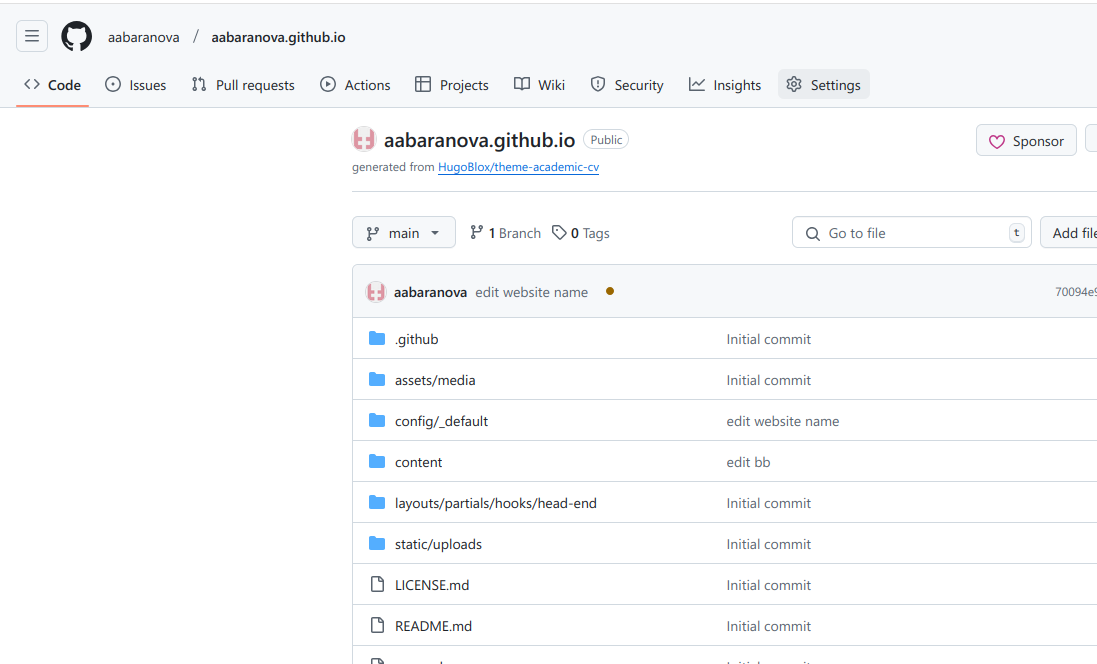 aabaranova / aabaranova.github.io
Code Issues Pull requests Actions Projects Wiki Security Insights Settings
aabaranova.github.io Public
Sponsor
generated from HugoBlox/theme-academic-cv
main 1 Branch 0 Tags Go to file t Add file
aabaranova edit website name 70094e9
.github Initial commit
assets/media Initial commit
config/_default edit website name
content edit bb
layouts/partials/hooks/head-end Initial commit
static/uploads Initial commit
LICENSE.md Initial commit
README.md Initial commit